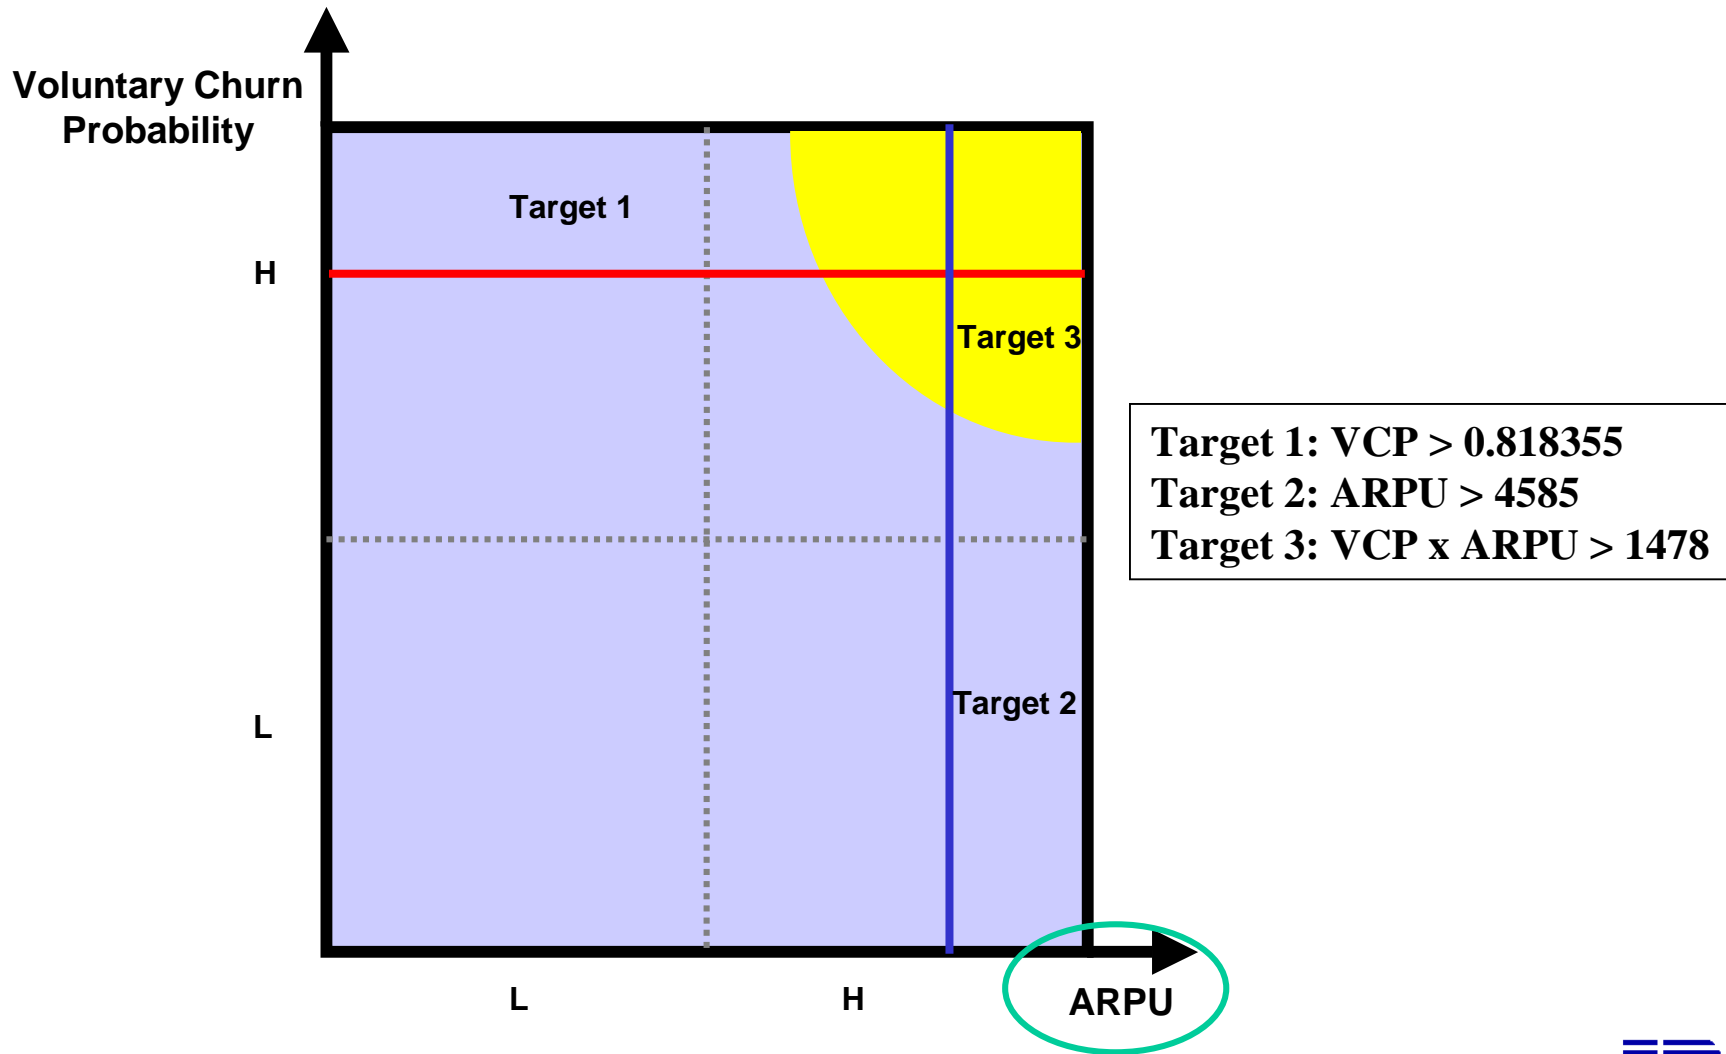 Voluntary Churn
Probability
Target 1
H
Target 3
Target 1: VCP > 0.818355
Target 2: ARPU > 4585
Target 3: VCP x ARPU > 1478
Target 2
L
L
H
ARPU